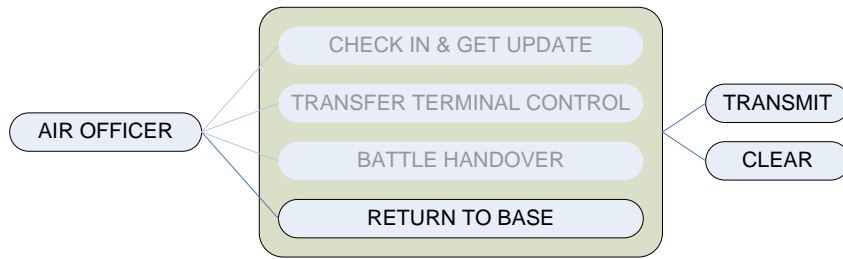 AIR OFFICER
CHECK IN & GET UPDATE
TRANSFER TERMINAL CONTROL
BATTLE HANDOVER
RETURN TO BASE
TRANSMIT
CLEAR